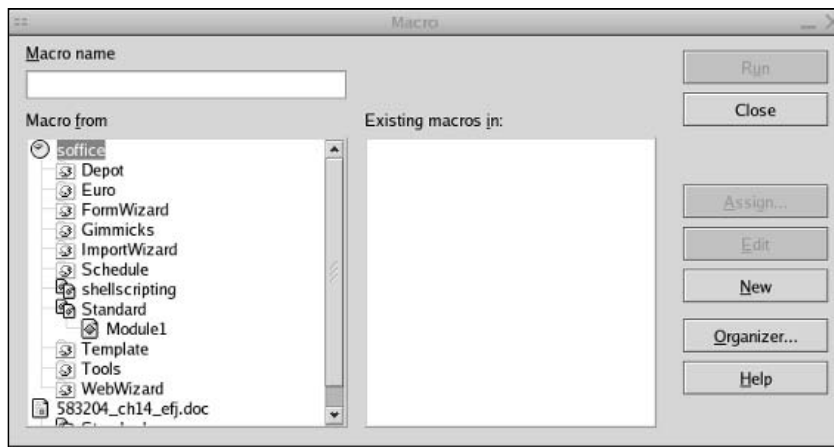 Macro
Macro name
Run
Close
Macro from
Existing macros in:
soffice
Depot
Euro
FormWizard
Gimmicks
ImportWizard
Schedule
shellscripting
Standard
Module1
Template
Tools
WebWizard
583204_ch14_efj.doc
Assign...
Edit
New
Organizer...
Help